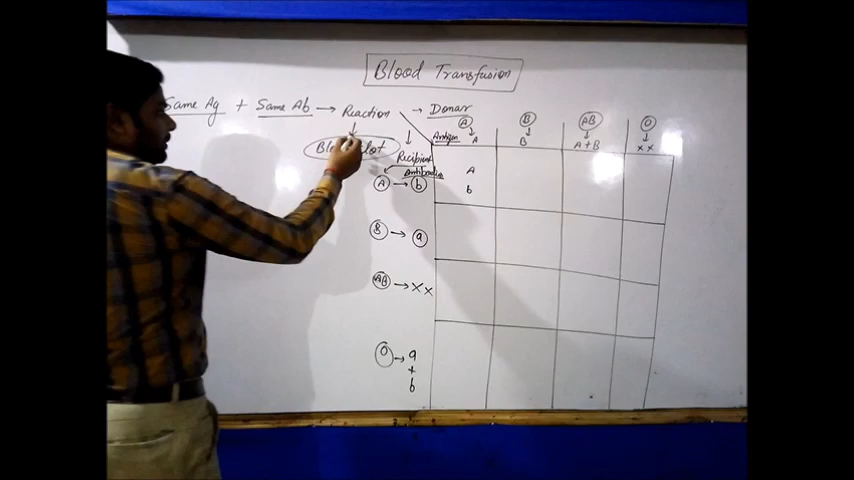 Blood Transfusion
Same Ag + Same Ab → Reaction → Donar
A B AB O
Antigen A B A+B ××
Blood Clot
Recipient
Antibodies
A → b A
b
B → a
AB → ××
O → a
+
b